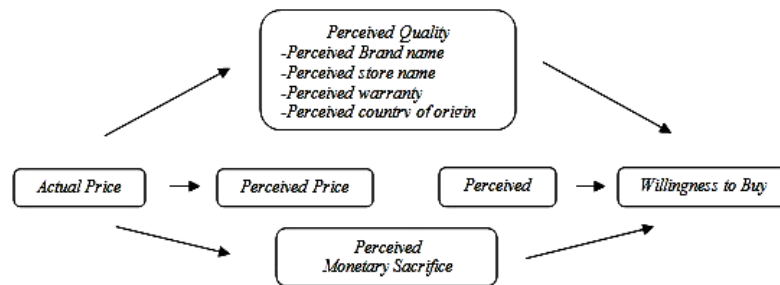 Perceived Quality
-Perceived Brand name
-Perceived store name
-Perceived warranty
-Perceived country of origin
Actual Price
Perceived Price
Perceived
Willingness to Buy
Perceived
Monetary Sacrifice